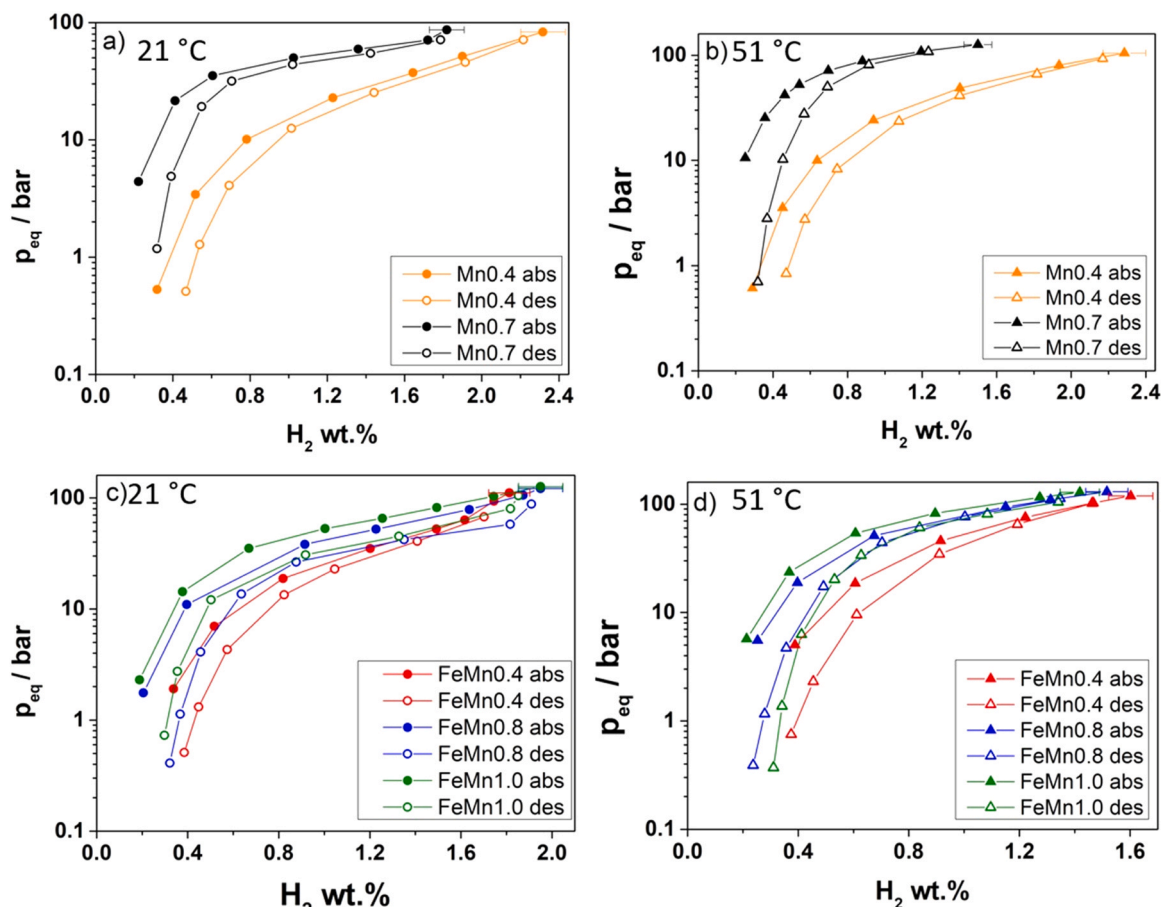 a) 21 °C
100
10
1
0.1
p_eq / bar
0.0 0.4 0.8 1.2 1.6 2.0 2.4
H_2 wt.%
Mn0.4 abs
Mn0.4 des
Mn0.7 abs
Mn0.7 des
b) 51 °C
100
10
1
0.1
p_eq / bar
0.0 0.4 0.8 1.2 1.6 2.0 2.4
H_2 wt.%
Mn0.4 abs
Mn0.4 des
Mn0.7 abs
Mn0.7 des
c) 21 °C
100
10
1
0.1
p_eq / bar
0.0 0.4 0.8 1.2 1.6 2.0
H_2 wt.%
FeMn0.4 abs
FeMn0.4 des
FeMn0.8 abs
FeMn0.8 des
FeMn1.0 abs
FeMn1.0 des
d) 51 °C
100
10
1
0.1
p_eq / bar
0.0 0.4 0.8 1.2 1.6
H_2 wt.%
FeMn0.4 abs
FeMn0.4 des
FeMn0.8 abs
FeMn0.8 des
FeMn1.0 abs
FeMn1.0 des